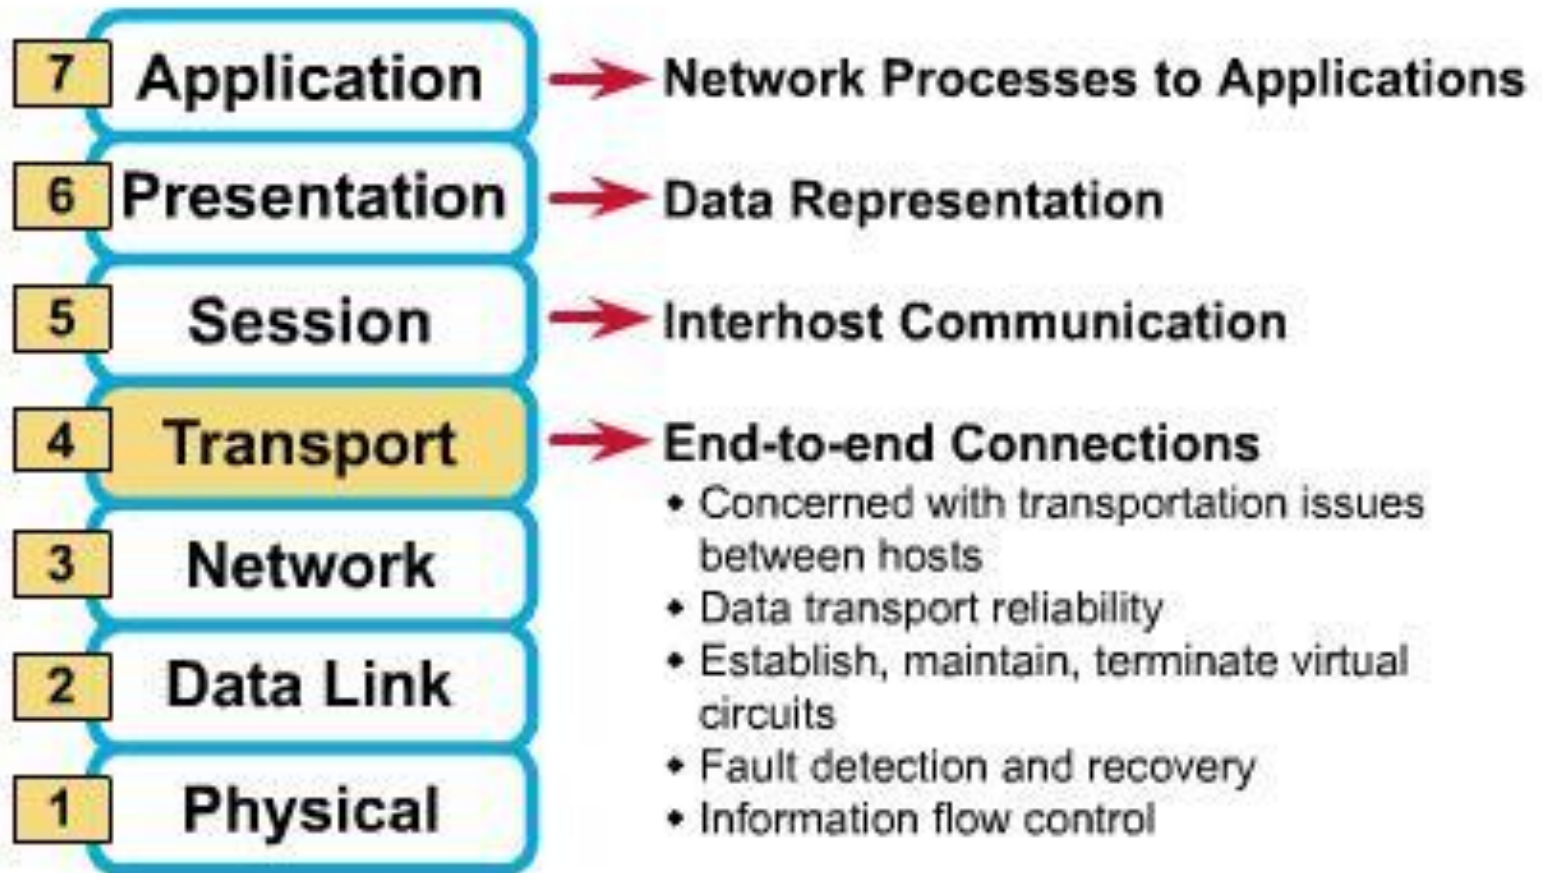 7 Application Network Processes to Applications
6 Presentation Data Representation
5 Session Interhost Communication
4 Transport End-to-end Connections
• Concerned with transportation issues
between hosts
• Data transport reliability
• Establish, maintain, terminate virtual
circuits
• Fault detection and recovery
• Information flow control
3 Network
2 Data Link
1 Physical